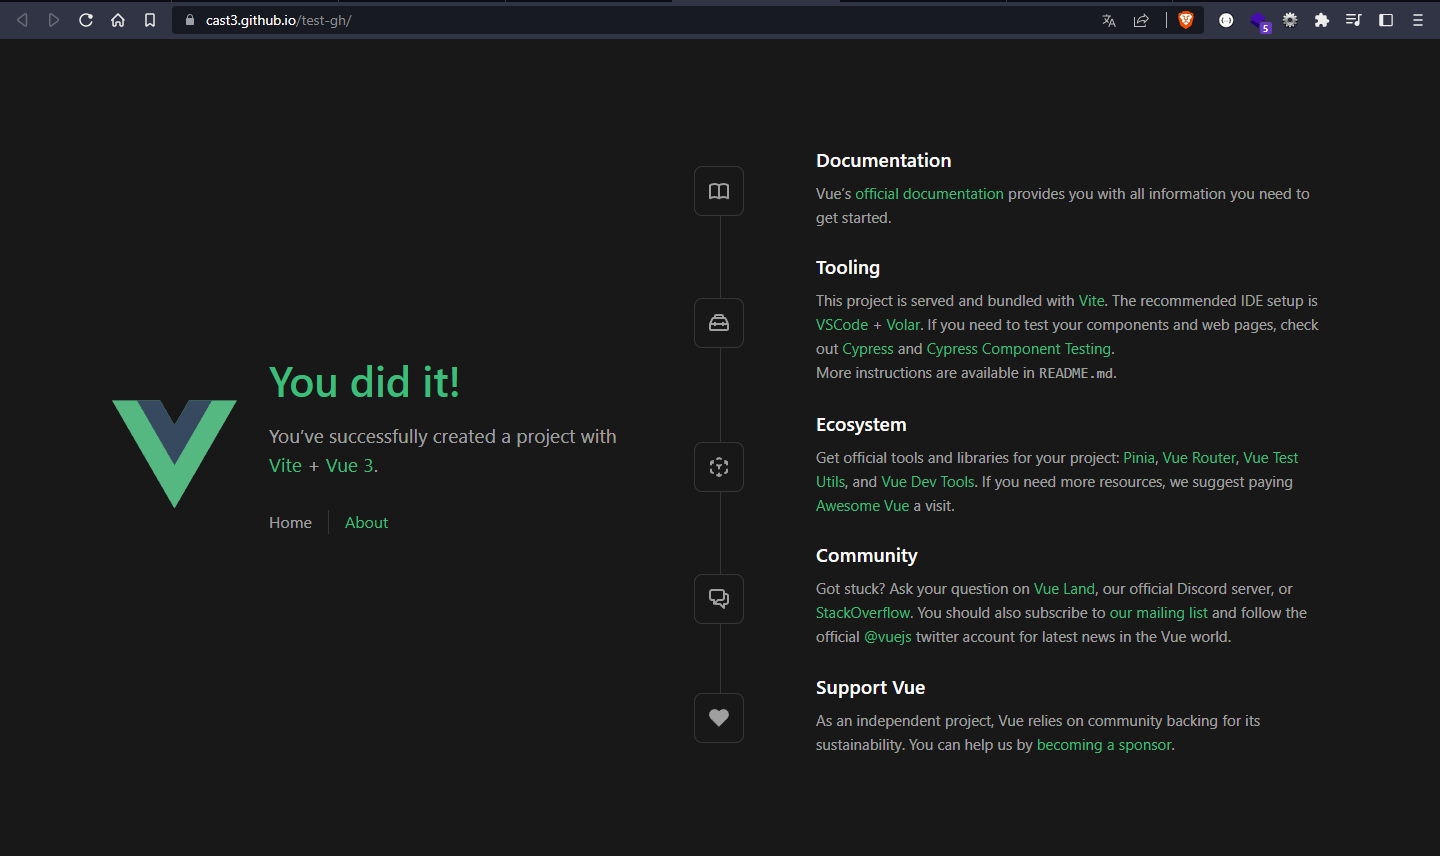 cast3.github.io/test-gh/
5
You did it!
You've successfully created a project with
Vite + Vue 3.
Home
About
Documentation
Vue's official documentation provides you with all information you need to
get started.
Tooling
This project is served and bundled with Vite. The recommended IDE setup is
VSCode + Volar. If you need to test your components and web pages, check
out Cypress and Cypress Component Testing.
More instructions are available in README.md.
Ecosystem
Get official tools and libraries for your project: Pinia, Vue Router, Vue Test
Utils, and Vue Dev Tools. If you need more resources, we suggest paying
Awesome Vue a visit.
Community
Got stuck? Ask your question on Vue Land, our official Discord server, or
StackOverflow. You should also subscribe to our mailing list and follow the
official @vuejs twitter account for latest news in the Vue world.
Support Vue
As an independent project, Vue relies on community backing for its
sustainability. You can help us by becoming a sponsor.